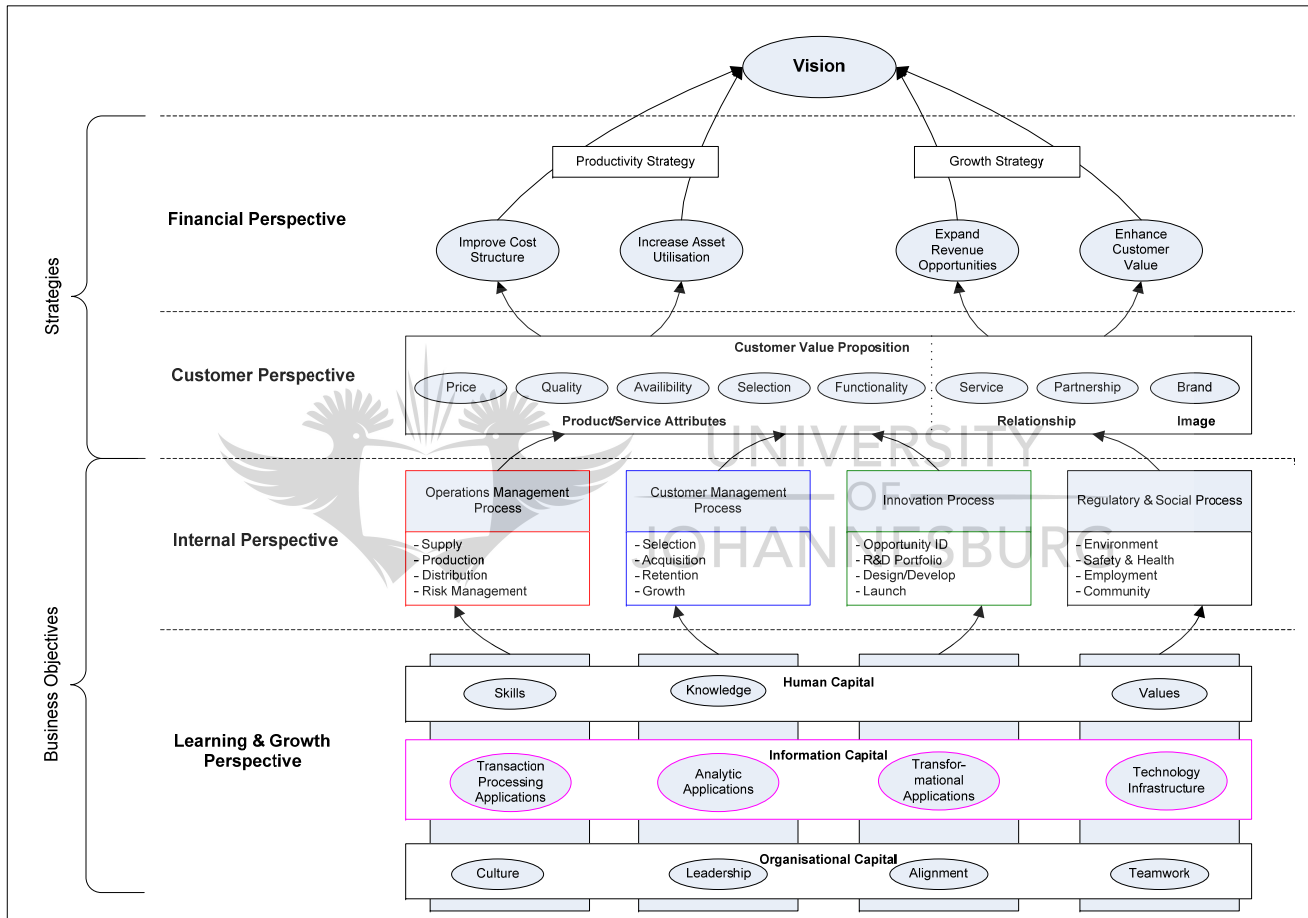 Vision
Productivity Strategy
Growth Strategy
Financial Perspective
Improve Cost
Structure
Increase Asset
Utilisation
Expand
Revenue
Opportunities
Enhance
Customer
Value
Strategies
Customer Perspective
Customer Value Proposition
Price
Quality
Availibility
Selection
Functionality
Service
Partnership
Brand
Product/Service Attributes
Relationship
Image
UNIVERSITY
OF
JOHANNESBURG
Internal Perspective
Operations Management
Process
- Supply
- Production
- Distribution
- Risk Management
Customer Management
Process
- Selection
- Acquisition
- Retention
- Growth
Innovation Process
- Opportunity ID
- R&D Portfolio
- Design/Develop
- Launch
Regulatory & Social Process
- Environment
- Safety & Health
- Employment
- Community
Business Objectives
Learning & Growth
Perspective
Human Capital
Skills
Knowledge
Values
Information Capital
Transaction
Processing
Applications
Analytic
Applications
Transfor-
mational
Applications
Technology
Infrastructure
Organisational Capital
Culture
Leadership
Alignment
Teamwork